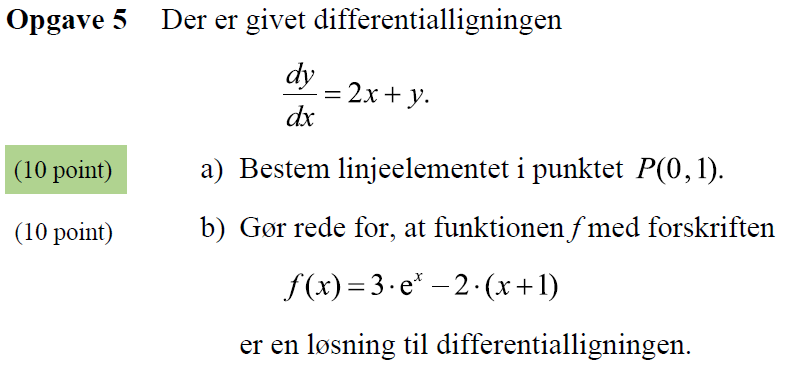 Opgave 5 Der er givet differentialligningen
dy/dx = 2x + y.
(10 point) a) Bestem linjeelementet i punktet P(0,1).
(10 point) b) Gør rede for, at funktionen f med forskriften
f(x) = 3·eˣ − 2·(x+1)
er en løsning til differentialligningen.